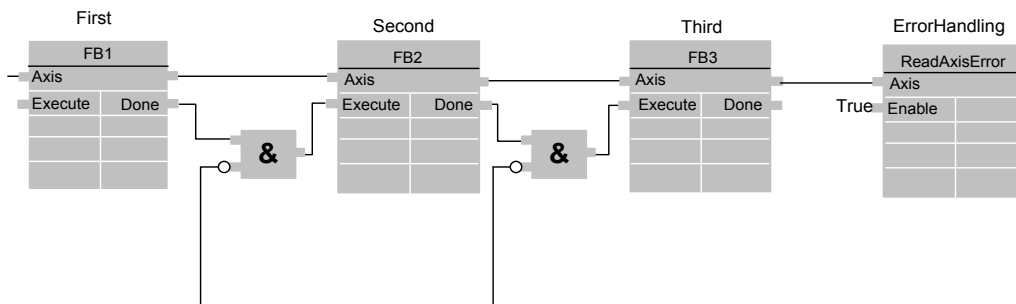 First
Second
Third
ErrorHandling
FB1
FB2
FB3
ReadAxisError
Axis
Axis
Axis
Axis
Execute Done
Execute Done
Execute Done
True Enable
&
&